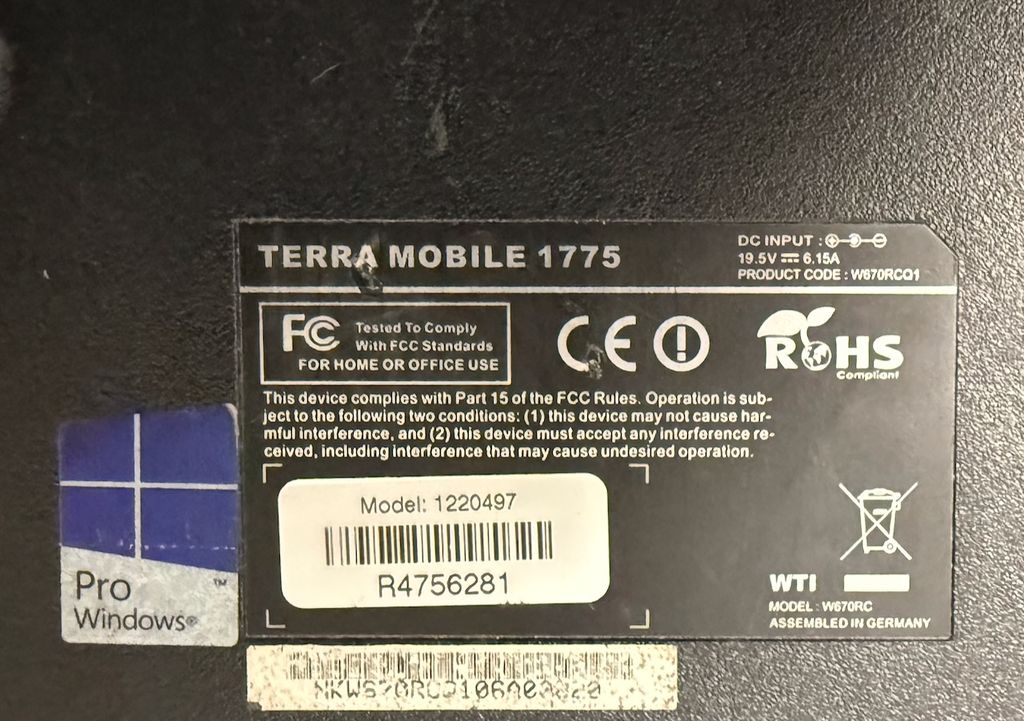 TERRA MOBILE 1775
DC INPUT :
19.5V 6.15A
PRODUCT CODE : W670RCQ1
FC Tested To Comply
With FCC Standards
FOR HOME OR OFFICE USE
CE
RoHS
Compliant
This device complies with Part 15 of the FCC Rules. Operation is sub-
ject to the following two conditions: (1) this device may not cause har-
mful interference, and (2) this device must accept any interference re-
ceived, including interference that may cause undesired operation.
Model: 1220497
R4756281
Pro ™
Windows®
WTI
MODEL : W670RC
ASSEMBLED IN GERMANY